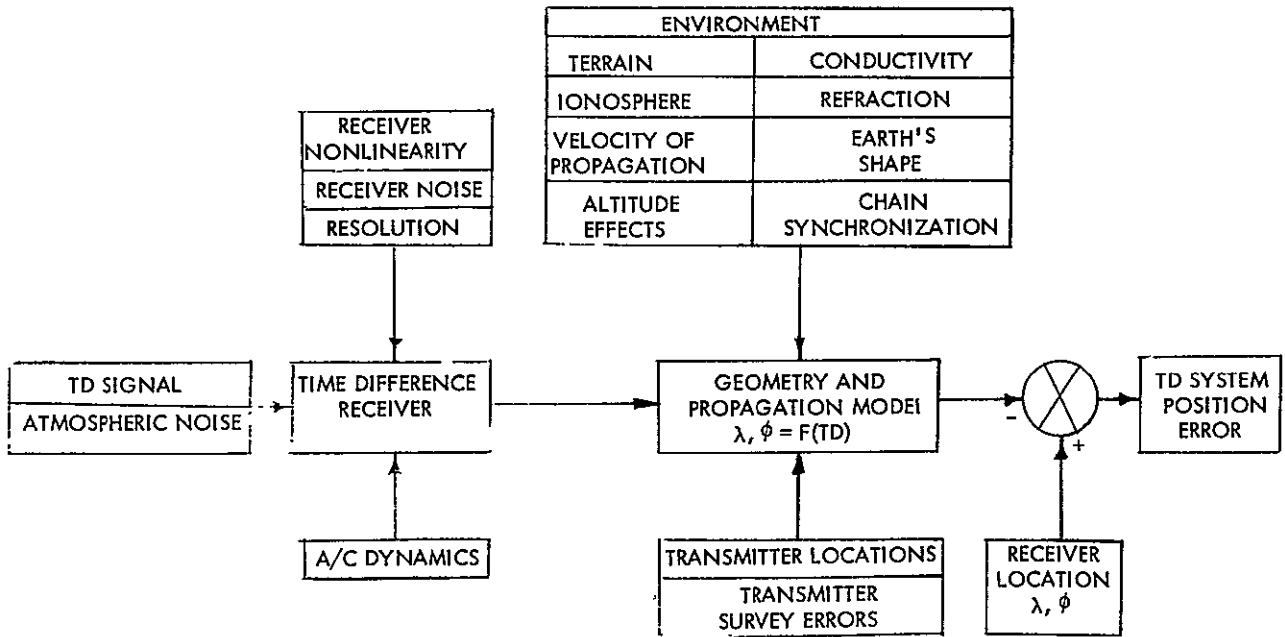 ENVIRONMENT
TERRAIN CONDUCTIVITY
IONOSPHERE REFRACTION
VELOCITY OF PROPAGATION EARTH'S SHAPE
ALTITUDE EFFECTS CHAIN SYNCHRONIZATION
RECEIVER
NONLINEARITY
RECEIVER NOISE
RESOLUTION
TD SIGNAL
ATMOSPHERIC NOISE
TIME DIFFERENCE
RECEIVER
GEOMETRY AND
PROPAGATION MODEL
λ, φ = F(TD)
-
+
TD SYSTEM
POSITION
ERROR
A/C DYNAMICS
TRANSMITTER LOCATIONS
TRANSMITTER
SURVEY ERRORS
RECEIVER
LOCATION
λ, φ